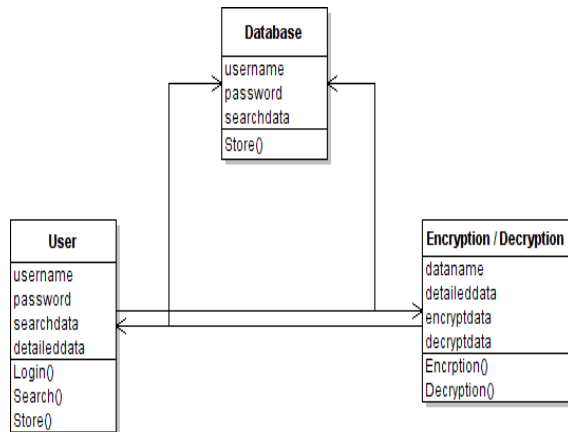 Database
username
password
searchdata
Store()
User
username
password
searchdata
detaileddata
Login()
Search()
Store()
Encryption / Decryption
dataname
detaileddata
encryptdata
decryptdata
Encrption()
Decryption()